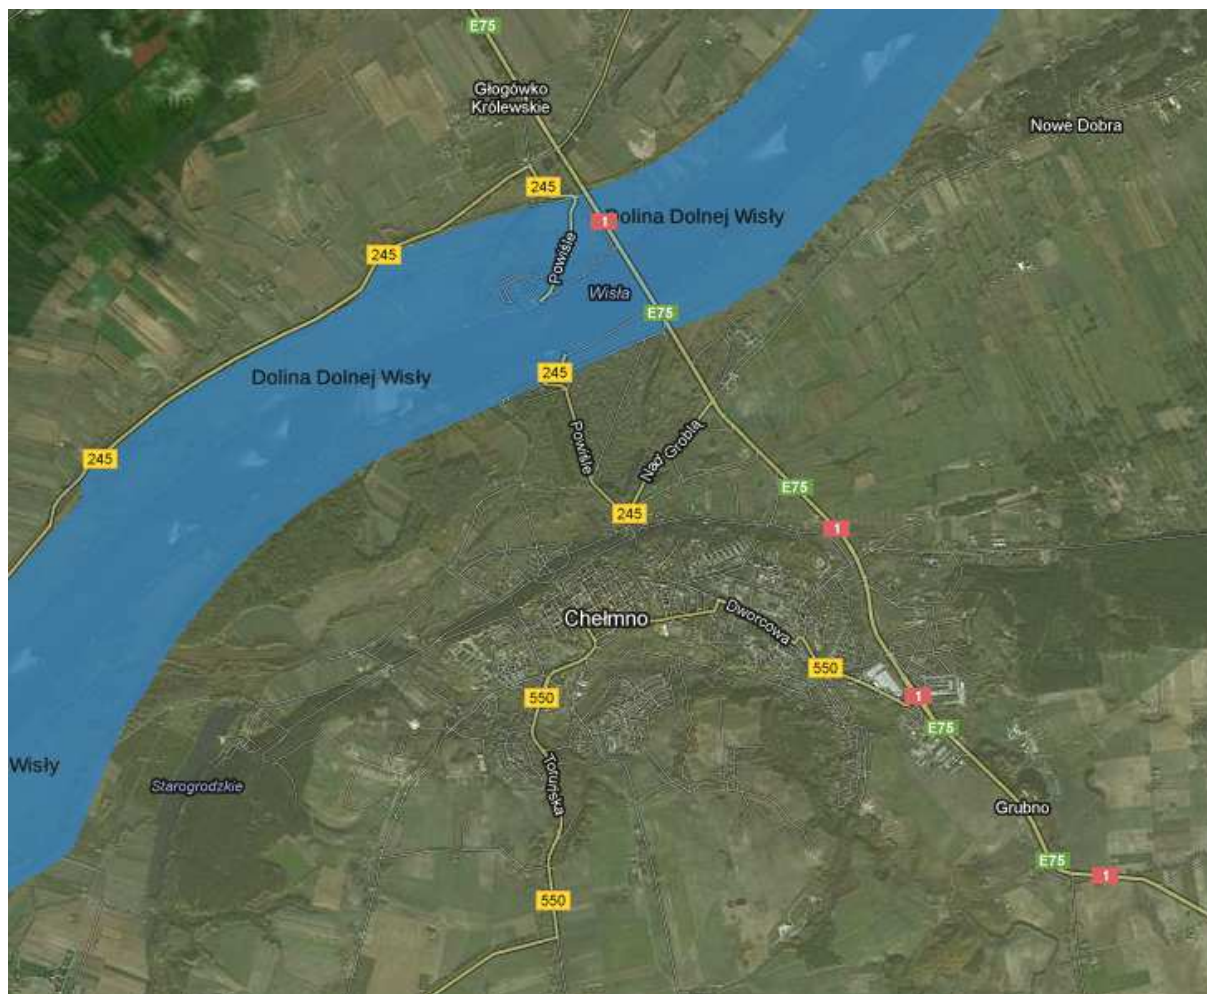 E75
Głogówko
Królewskie
Nowe Dobra
245
1
Dolina Dolnej Wisły
245
Powiśle
Wisła
E75
245
Dolina Dolnej Wisły
Nad Groblą
Powiśle
245
E75
245
1
Chełmno
Dworcowa
550
550
1
E75
Wisły
Toruńska
Starogrodzkie
Grubno
E75
1
550